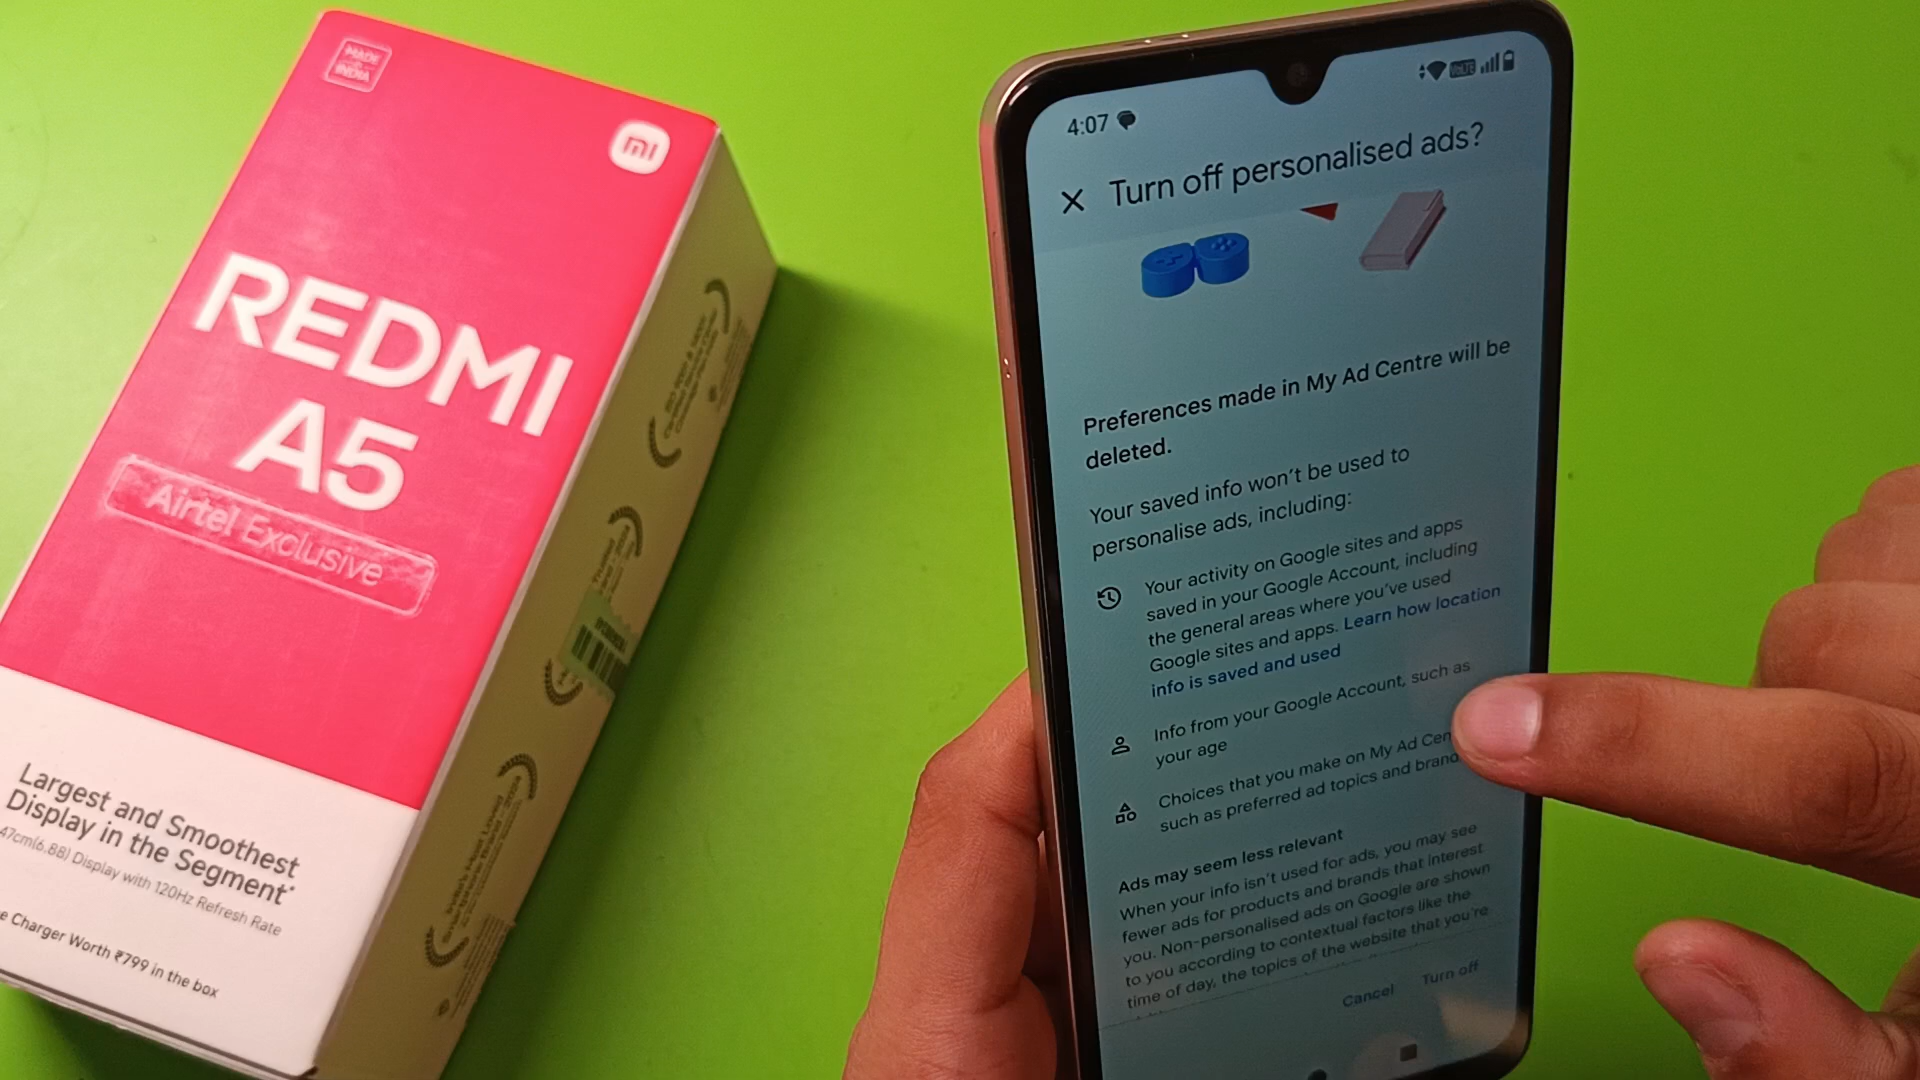 MADE
IN
INDIA
mi
REDMI
A5
Airtel Exclusive
Largest and Smoothest
Display in the Segment*
47cm(6.88) Display with 120Hz Refresh Rate
Charger Worth ₹799 in the box
4:07
VoLTE
Turn off personalised ads?
Preferences made in My Ad Centre will be
deleted.
Your saved info won't be used to
personalise ads, including:
Your activity on Google sites and apps
saved in your Google Account, including
the general areas where you've used
Google sites and apps. Learn how location
info is saved and used
Info from your Google Account, such as
your age
Choices that you make on My Ad Cen
such as preferred ad topics and brand
Ads may seem less relevant
When your info isn't used for ads, you may see
fewer ads for products and brands that interest
you. Non-personalised ads on Google are shown
to you according to contextual factors like the
time of day, the topics of the website that you're
Cancel
Turn off